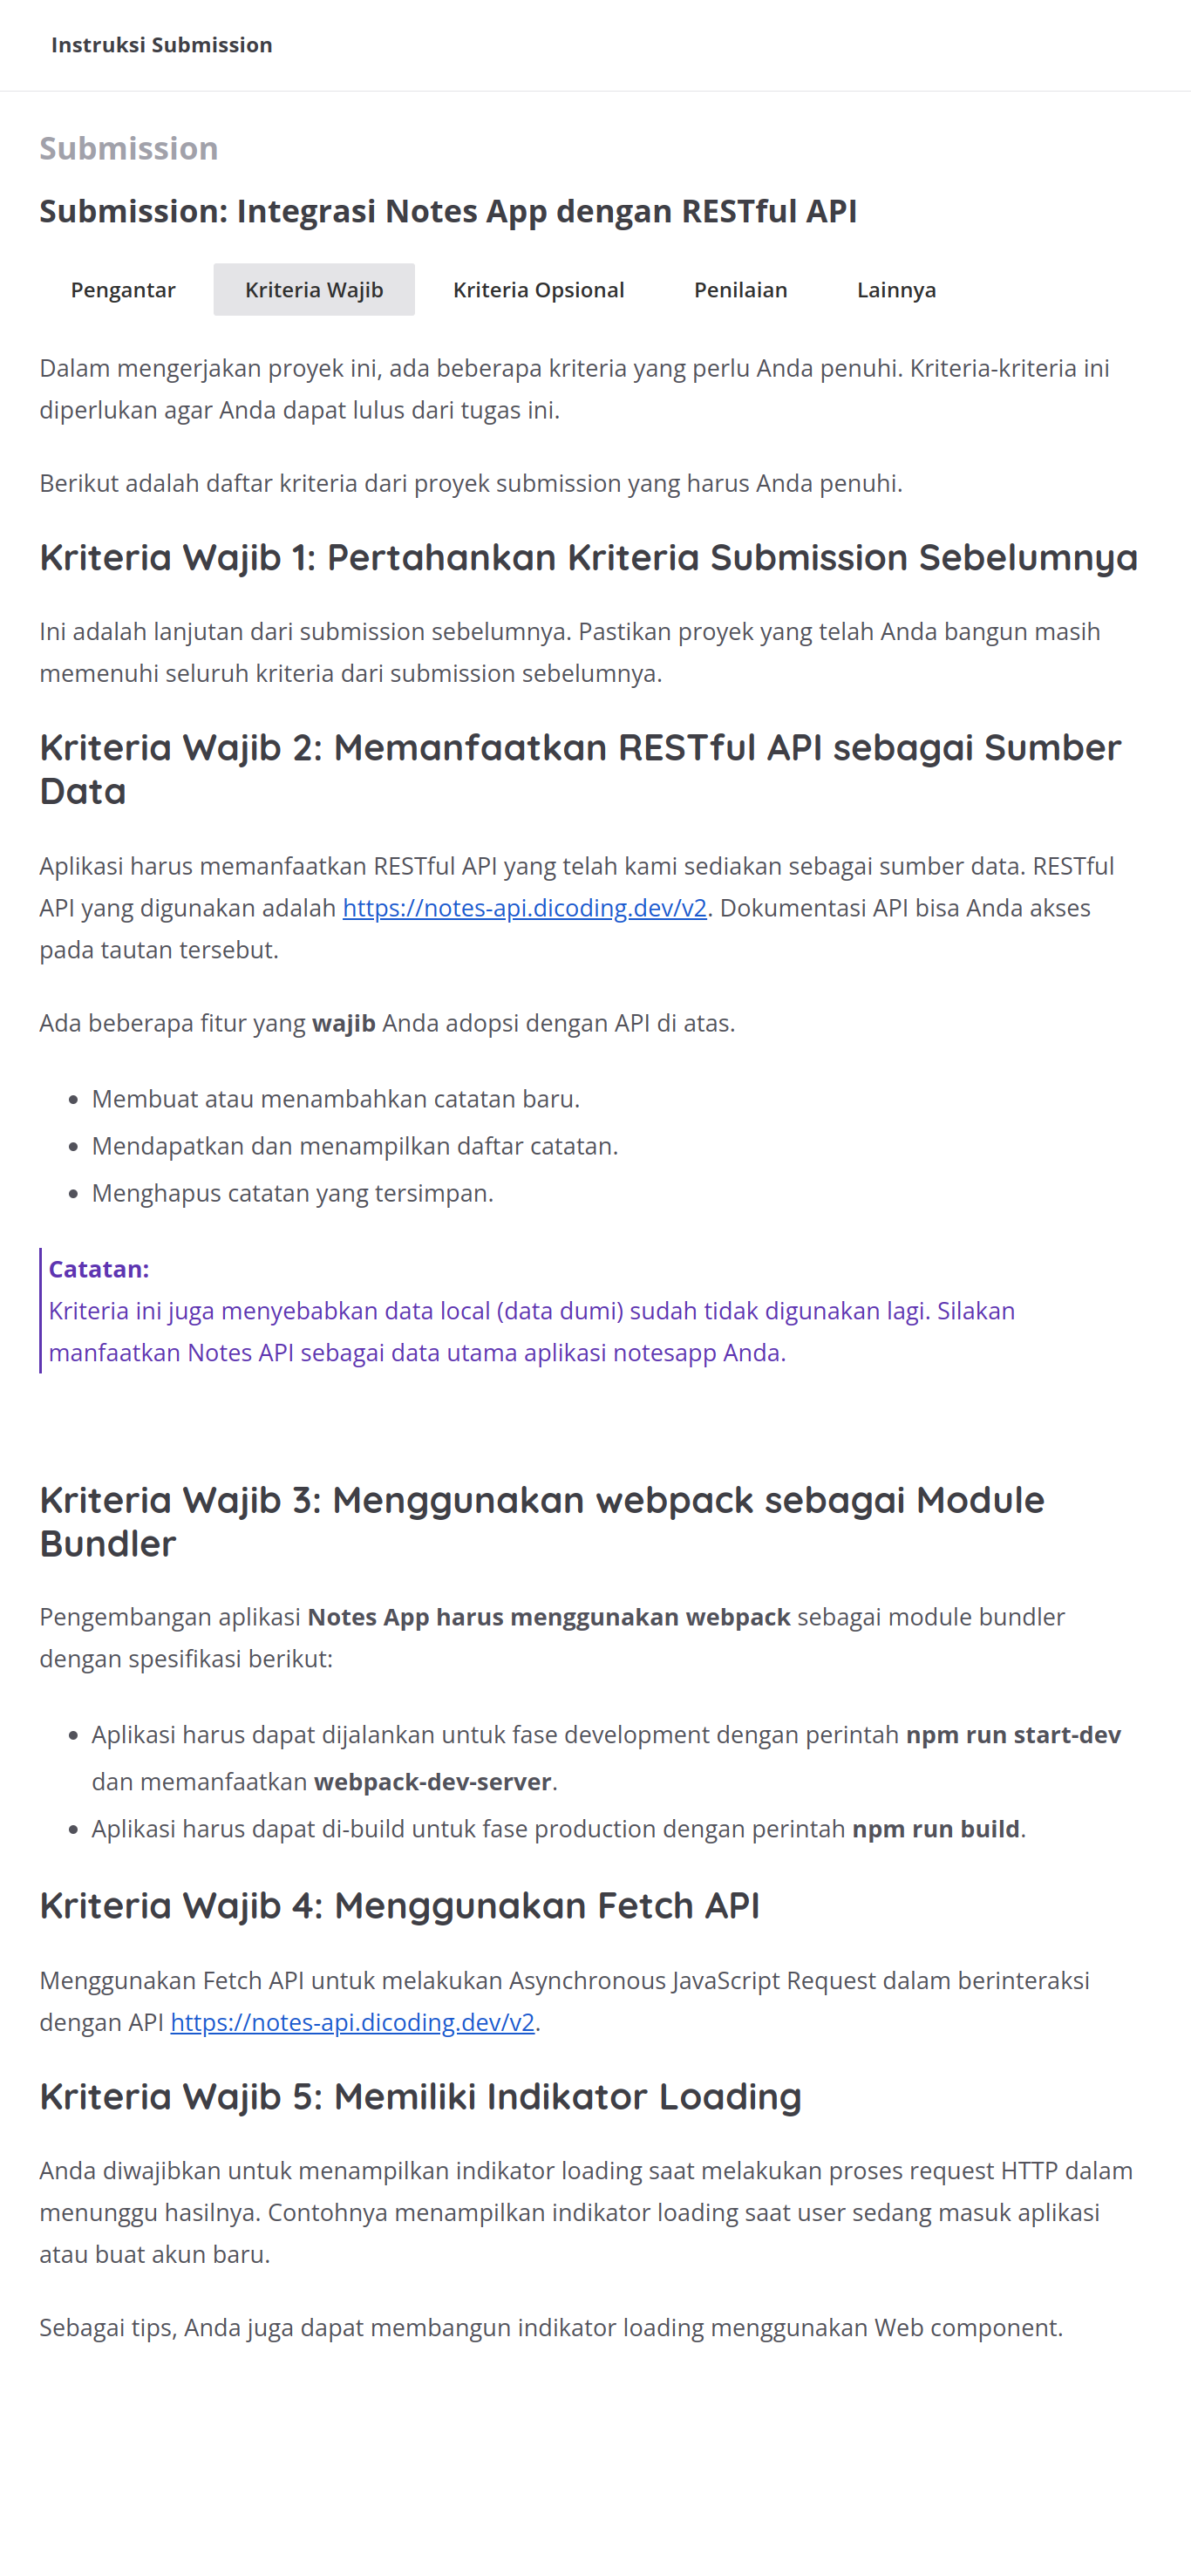 Instruksi Submission
Submission
Submission: Integrasi Notes App dengan RESTful API
Pengantar
Kriteria Wajib
Kriteria Opsional
Penilaian
Lainnya
Dalam mengerjakan proyek ini, ada beberapa kriteria yang perlu Anda penuhi. Kriteria-kriteria ini
diperlukan agar Anda dapat lulus dari tugas ini.
Berikut adalah daftar kriteria dari proyek submission yang harus Anda penuhi.
Kriteria Wajib 1: Pertahankan Kriteria Submission Sebelumnya
Ini adalah lanjutan dari submission sebelumnya. Pastikan proyek yang telah Anda bangun masih
memenuhi seluruh kriteria dari submission sebelumnya.
Kriteria Wajib 2: Memanfaatkan RESTful API sebagai Sumber
Data
Aplikasi harus memanfaatkan RESTful API yang telah kami sediakan sebagai sumber data. RESTful
API yang digunakan adalah https://notes-api.dicoding.dev/v2. Dokumentasi API bisa Anda akses
pada tautan tersebut.
Ada beberapa fitur yang wajib Anda adopsi dengan API di atas.
• Membuat atau menambahkan catatan baru.
• Mendapatkan dan menampilkan daftar catatan.
• Menghapus catatan yang tersimpan.
Catatan:
Kriteria ini juga menyebabkan data local (data dumi) sudah tidak digunakan lagi. Silakan
manfaatkan Notes API sebagai data utama aplikasi notesapp Anda.
Kriteria Wajib 3: Menggunakan webpack sebagai Module
Bundler
Pengembangan aplikasi Notes App harus menggunakan webpack sebagai module bundler
dengan spesifikasi berikut:
• Aplikasi harus dapat dijalankan untuk fase development dengan perintah npm run start-dev
dan memanfaatkan webpack-dev-server.
• Aplikasi harus dapat di-build untuk fase production dengan perintah npm run build.
Kriteria Wajib 4: Menggunakan Fetch API
Menggunakan Fetch API untuk melakukan Asynchronous JavaScript Request dalam berinteraksi
dengan API https://notes-api.dicoding.dev/v2.
Kriteria Wajib 5: Memiliki Indikator Loading
Anda diwajibkan untuk menampilkan indikator loading saat melakukan proses request HTTP dalam
menunggu hasilnya. Contohnya menampilkan indikator loading saat user sedang masuk aplikasi
atau buat akun baru.
Sebagai tips, Anda juga dapat membangun indikator loading menggunakan Web component.